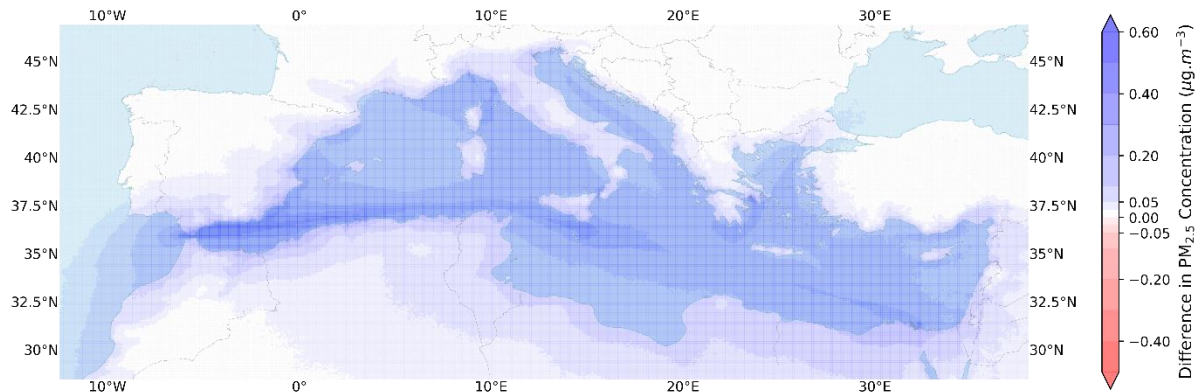 10°W 0° 10°E 20°E 30°E
45°N 45°N
42.5°N 42.5°N
40°N 40°N
37.5°N 37.5°N
35°N 35°N
32.5°N 32.5°N
30°N 30°N
10°W 0° 10°E 20°E 30°E
0.60
0.40
0.20
0.05
0.00
−0.05
−0.20
−0.40
Difference in PM2.5 Concentration (μg.m⁻³)